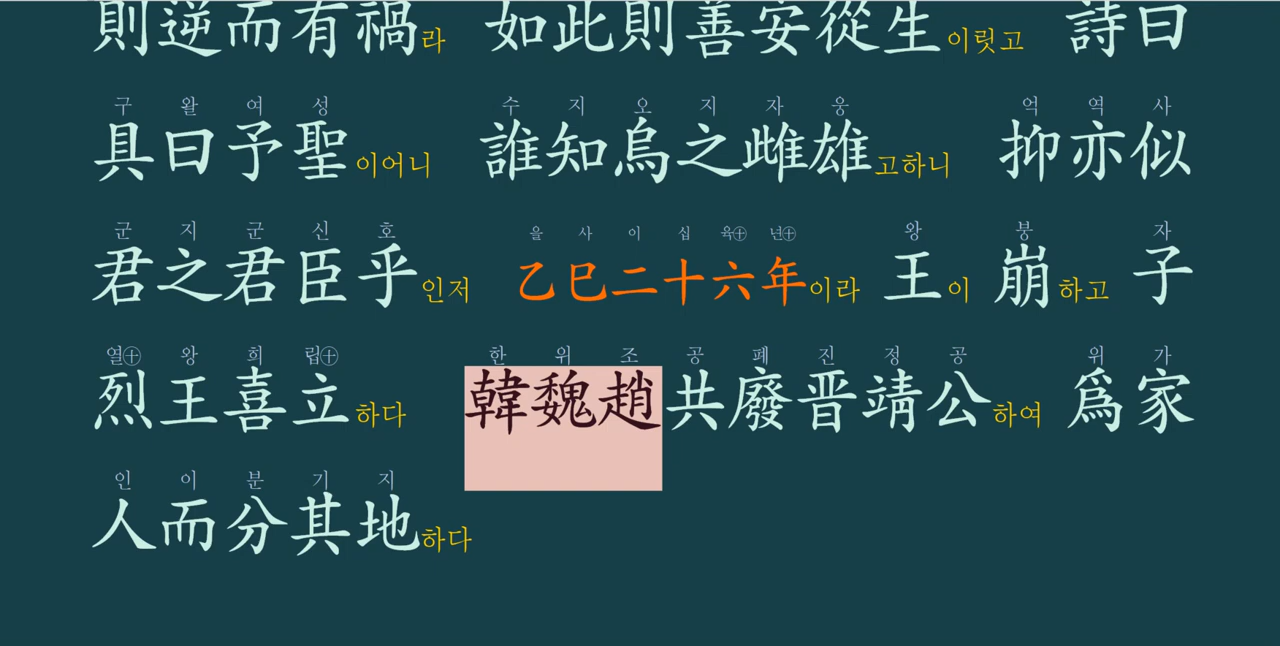 則逆而有禍라 如此則善安從生이릿고 詩曰
구 왈 여 성 수 지 오 지 자 웅 억 역 사
具曰予聖이어니 誰知烏之雌雄고하니 抑亦似
군 지 군 신 호 을 사 이 십 육㊉ 년㊉ 왕 붕 자
君之君臣乎인저 乙巳二十六年이라 王이 崩하고 子
열㊉ 왕 희 립㊉ 한 위 조 공 폐 진 정 공 위 가
烈王喜立하다 韓魏趙共廢晋靖公하여 爲家
인 이 분 기 지
人而分其地하다